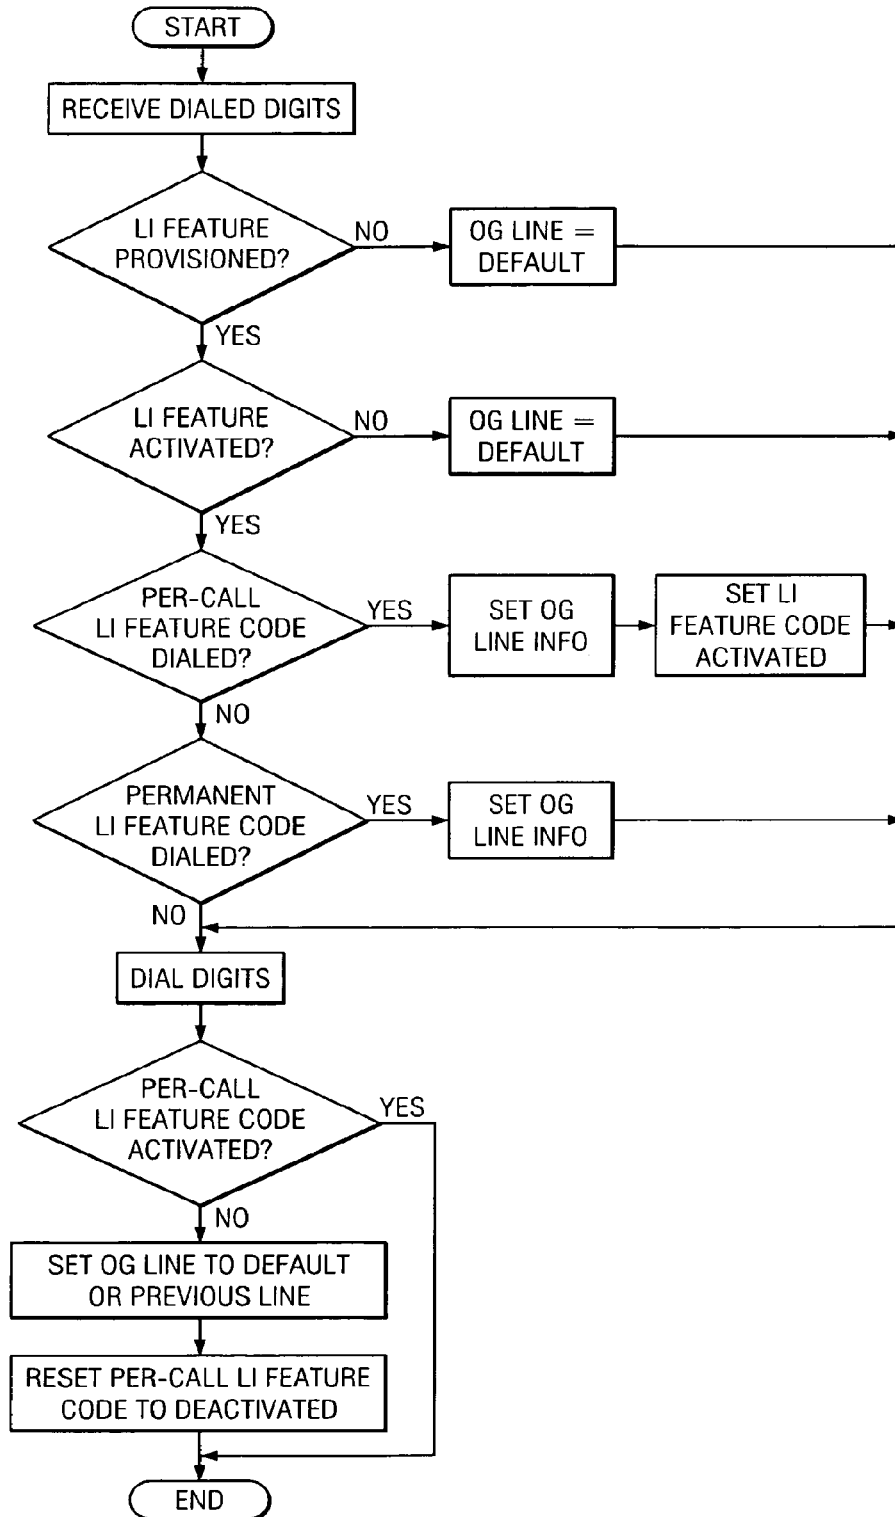 START
RECEIVE DIALED DIGITS
LI FEATURE
PROVISIONED?
NO
OG LINE =
DEFAULT
YES
LI FEATURE
ACTIVATED?
NO
OG LINE =
DEFAULT
YES
PER-CALL
LI FEATURE CODE
DIALED?
YES
SET OG
LINE INFO
SET LI
FEATURE CODE
ACTIVATED
NO
PERMANENT
LI FEATURE CODE
DIALED?
YES
SET OG
LINE INFO
NO
DIAL DIGITS
PER-CALL
LI FEATURE CODE
ACTIVATED?
YES
NO
SET OG LINE TO DEFAULT
OR PREVIOUS LINE
RESET PER-CALL LI FEATURE
CODE TO DEACTIVATED
END